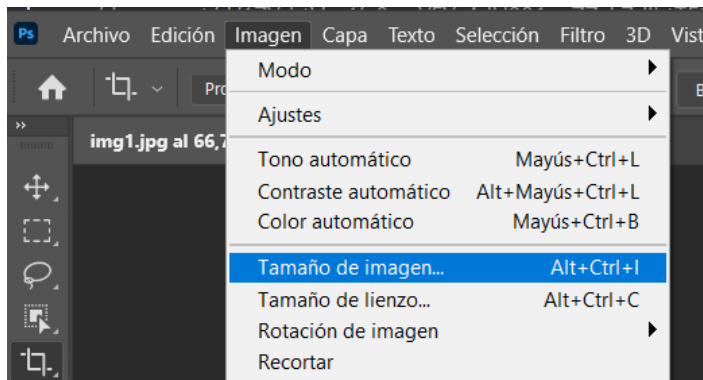 Ps Archivo Edición Imagen Capa Texto Selección Filtro 3D
Modo
Ajustes
img1.jpg al 66,7
Tono automático Mayús+Ctrl+L
Contraste automático Alt+Mayús+Ctrl+L
Color automático Mayús+Ctrl+B
Tamaño de imagen... Alt+Ctrl+I
Tamaño de lienzo... Alt+Ctrl+C
Rotación de imagen
Recortar